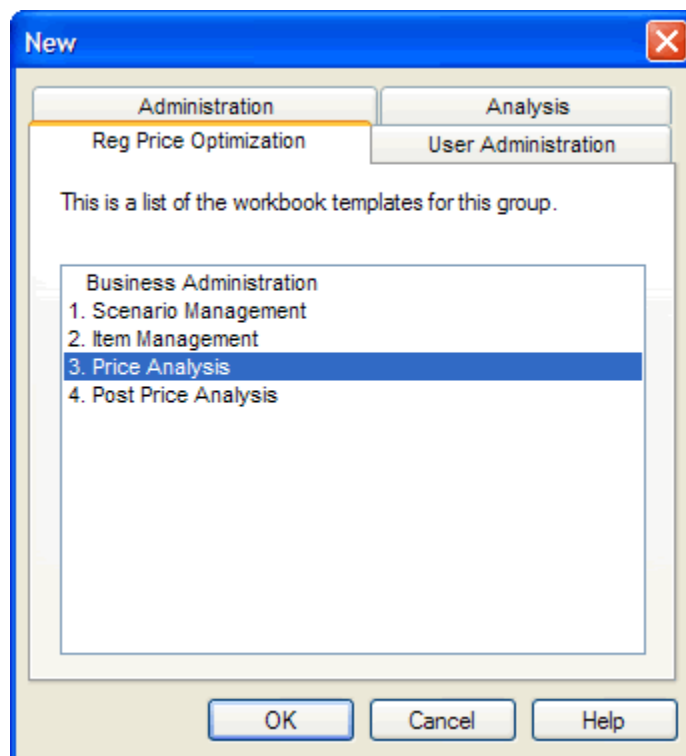 New
Administration
Analysis
Reg Price Optimization
User Administration
This is a list of the workbook templates for this group.
Business Administration
1. Scenario Management
2. Item Management
3. Price Analysis
4. Post Price Analysis
OK
Cancel
Help